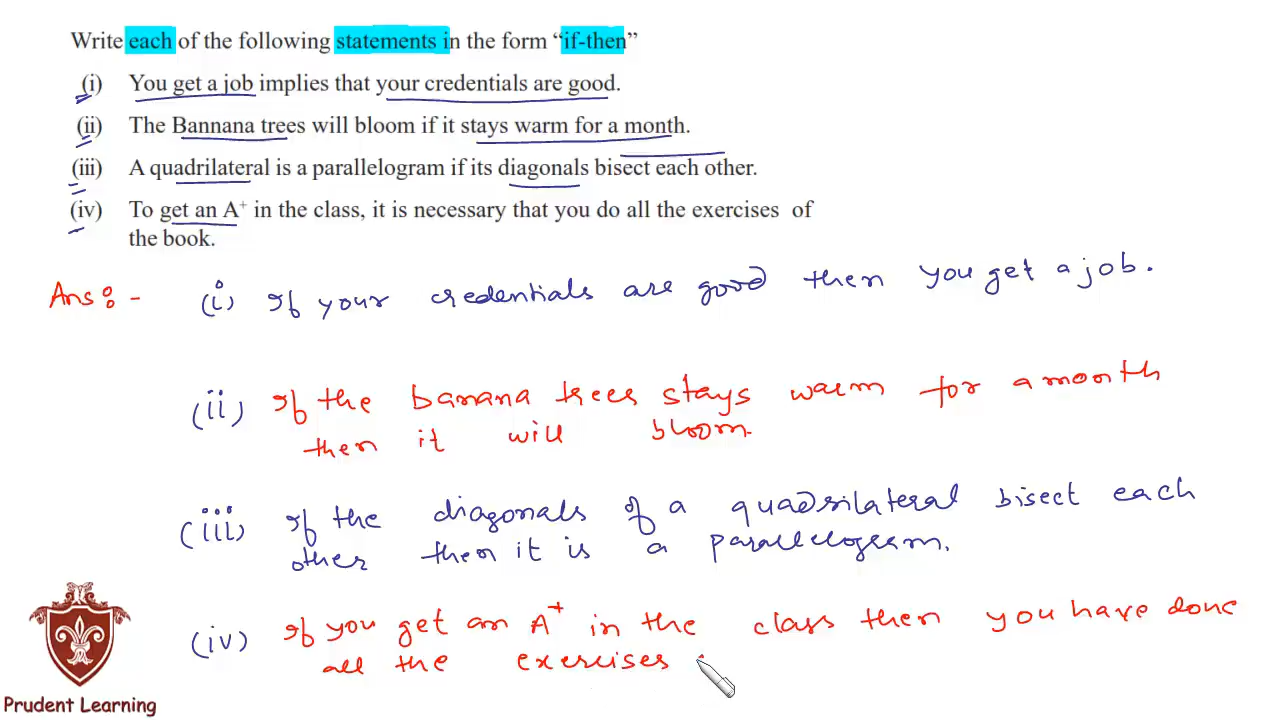 Write each of the following statements in the form “if-then”
(i) You get a job implies that your credentials are good.
(ii) The Bannana trees will bloom if it stays warm for a month.
(iii) A quadrilateral is a parallelogram if its diagonals bisect each other.
(iv) To get an A+ in the class, it is necessary that you do all the exercises of
the book.
Ans:- (i) If your credentials are good then you get a job.
(ii) If the banana trees stays warm for a month
then it will bloom.
(iii) If the diagonals of a quadrilateral bisect each
other then it is a parallelogram.
(iv) If you get an A+ in the class then you have done
all the exercises
Prudent Learning